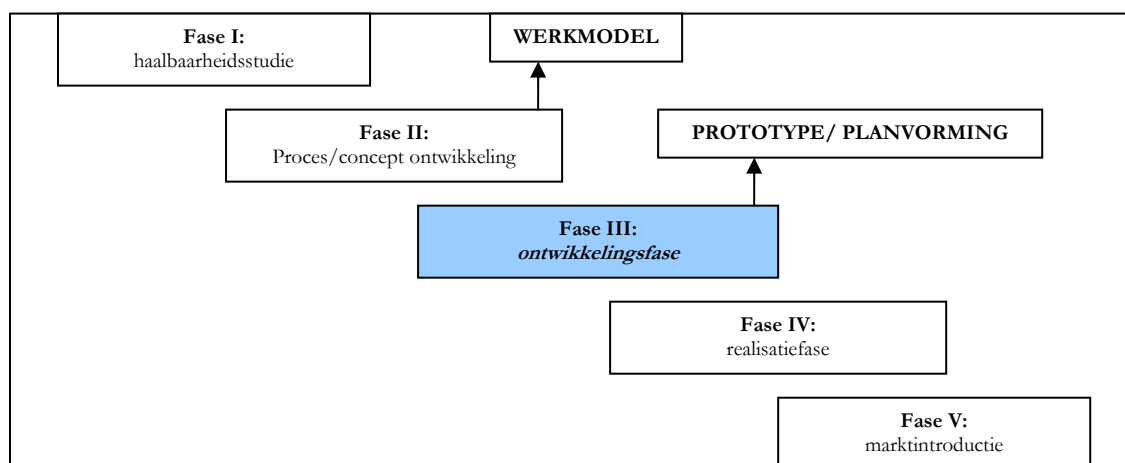 Fase I:
haalbaarheidsstudie
WERKMODEL
Fase II:
Proces/concept ontwikkeling
PROTOTYPE/ PLANVORMING
Fase III:
ontwikkelingsfase
Fase IV:
realisatiefase
Fase V:
marktintroductie